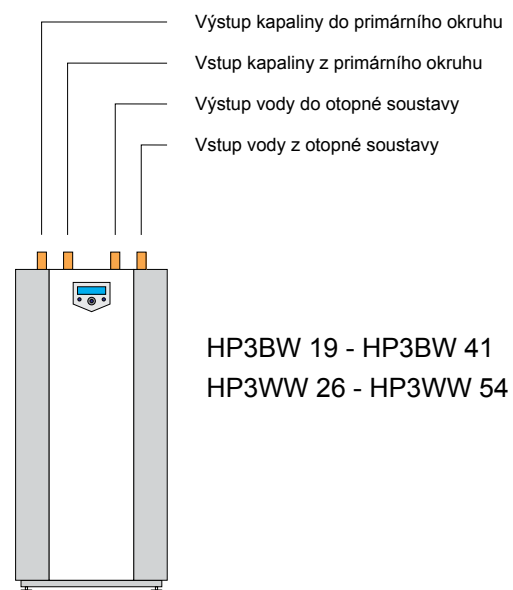 Výstup kapaliny do primárního okruhu
Vstup kapaliny z primárního okruhu
Výstup vody do otopné soustavy
Vstup vody z otopné soustavy
HP3BW 19 - HP3BW 41
HP3WW 26 - HP3WW 54